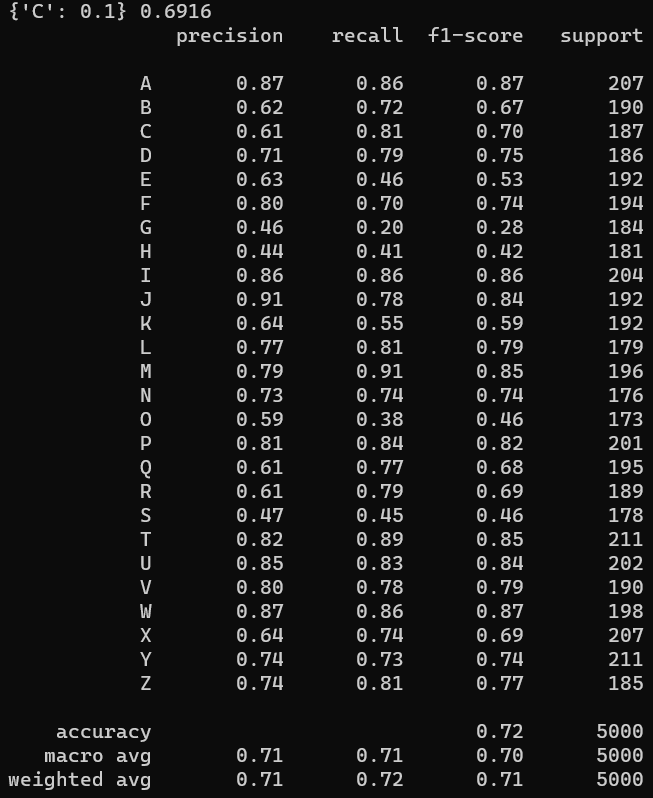 {'C': 0.1} 0.6916
precision recall f1-score support
A 0.87 0.86 0.87 207
B 0.62 0.72 0.67 190
C 0.61 0.81 0.70 187
D 0.71 0.79 0.75 186
E 0.63 0.46 0.53 192
F 0.80 0.70 0.74 194
G 0.46 0.20 0.28 184
H 0.44 0.41 0.42 181
I 0.86 0.86 0.86 204
J 0.91 0.78 0.84 192
K 0.64 0.55 0.59 192
L 0.77 0.81 0.79 179
M 0.79 0.91 0.85 196
N 0.73 0.74 0.74 176
O 0.59 0.38 0.46 173
P 0.81 0.84 0.82 201
Q 0.61 0.77 0.68 195
R 0.61 0.79 0.69 189
S 0.47 0.45 0.46 178
T 0.82 0.89 0.85 211
U 0.85 0.83 0.84 202
V 0.80 0.78 0.79 190
W 0.87 0.86 0.87 198
X 0.64 0.74 0.69 207
Y 0.74 0.73 0.74 211
Z 0.74 0.81 0.77 185
accuracy 0.72 5000
macro avg 0.71 0.71 0.70 5000
weighted avg 0.71 0.72 0.71 5000